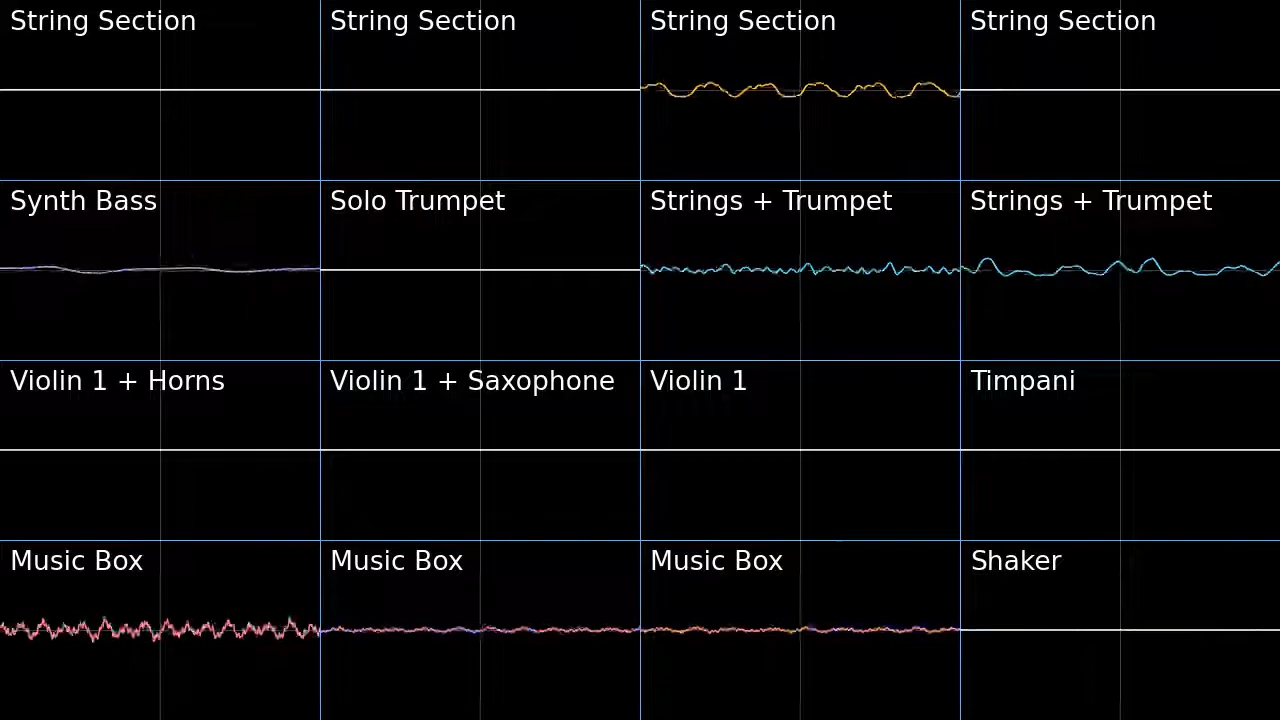 String Section
String Section
String Section
String Section
Synth Bass
Solo Trumpet
Strings + Trumpet
Strings + Trumpet
Violin 1 + Horns
Violin 1 + Saxophone
Violin 1
Timpani
Music Box
Music Box
Music Box
Shaker